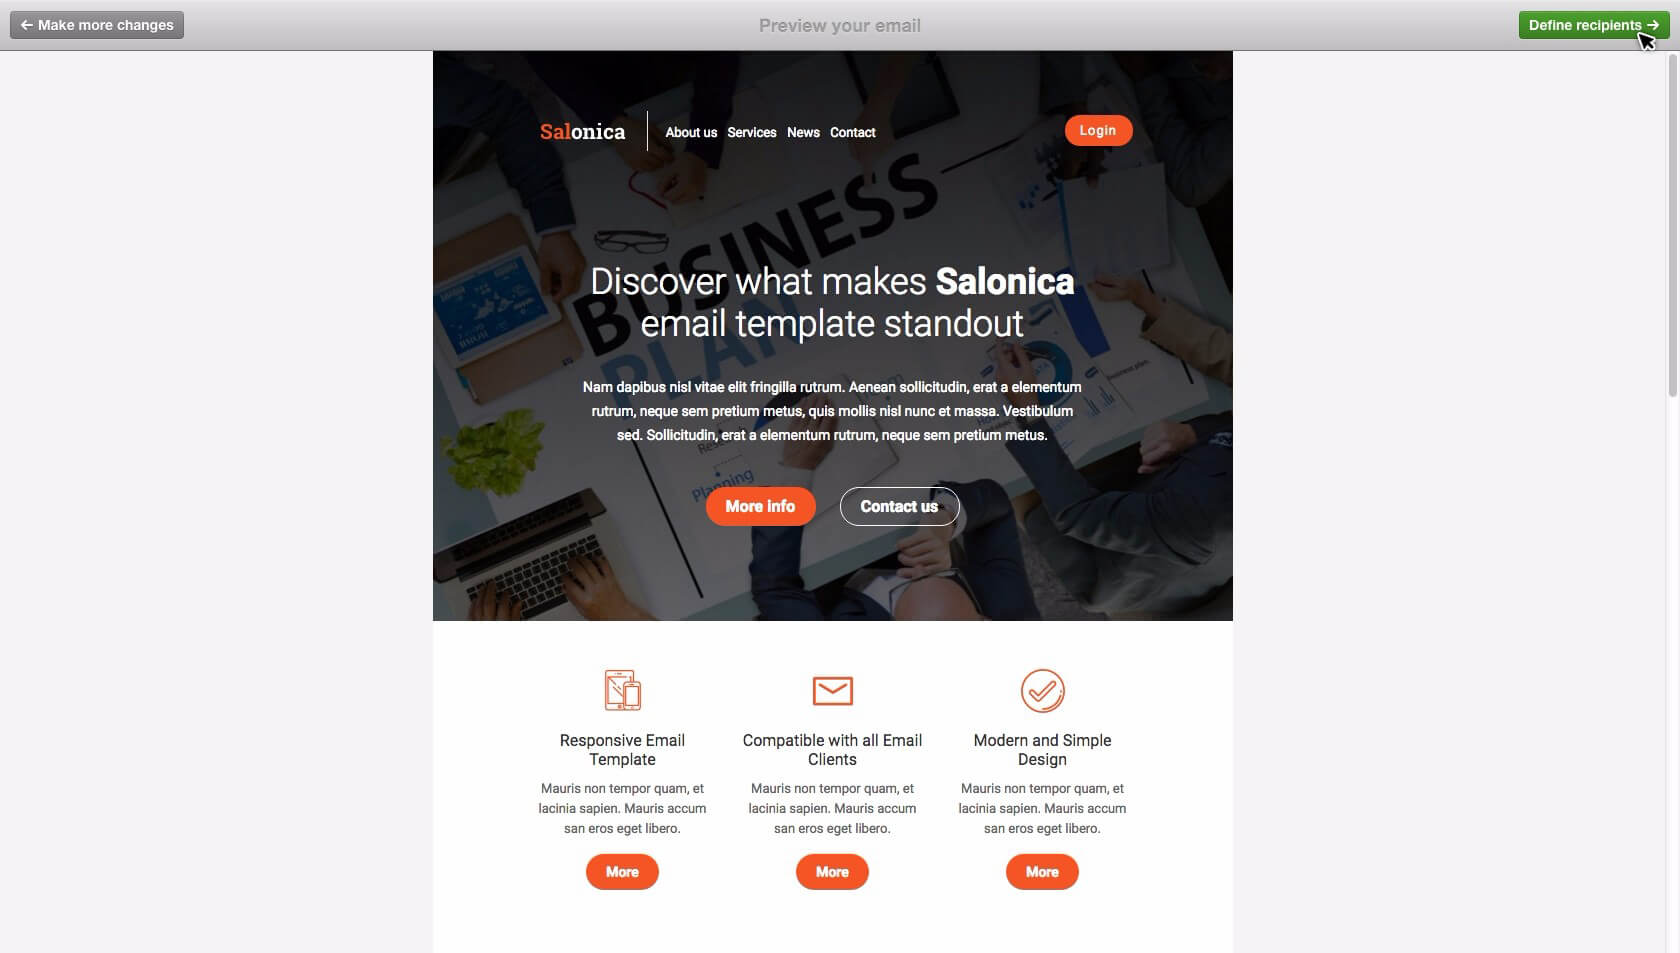 ← Make more changes
Preview your email
Define recipients →
Salonica
About us Services News Contact
Login
BUSINESS
PLAN
Discover what makes Salonica
email template standout
Nam dapibus nisl vitae elit fringilla rutrum. Aenean sollicitudin, erat a elementum
rutrum, neque sem pretium metus, quis mollis nisl nunc et massa. Vestibulum
sed. Sollicitudin, erat a elementum rutrum, neque sem pretium metus.
Planning
More info
Contact us
Responsive Email
Template
Mauris non tempor quam, et
lacinia sapien. Mauris accum
san eros eget libero.
More
Compatible with all Email
Clients
Mauris non tempor quam, et
lacinia sapien. Mauris accum
san eros eget libero.
More
Modern and Simple
Design
Mauris non tempor quam, et
lacinia sapien. Mauris accum
san eros eget libero.
More